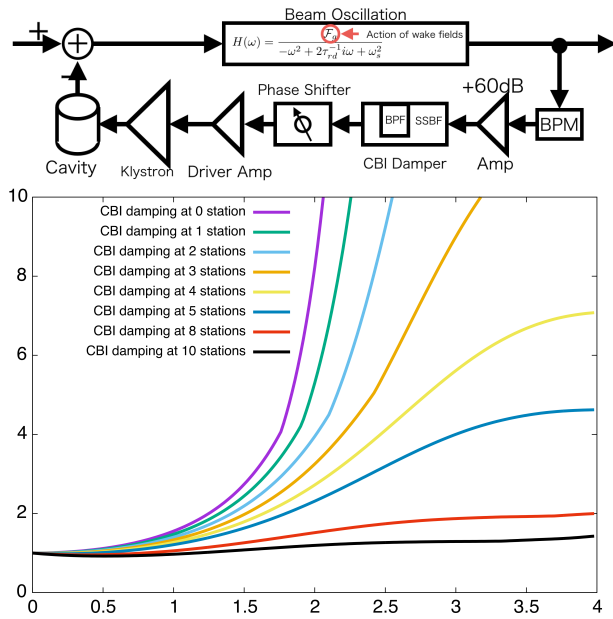 Beam Oscillation
+
+
−
H(ω) = F_g / (−ω² + 2τ_rd⁻¹ iω + ω_s²)
Action of wake fields
+60dB
Phase Shifter
BPF
SSBF
BPM
Cavity
Klystron
Driver Amp
CBI Damper
Amp
10
8
6
4
2
0
CBI damping at 0 station
CBI damping at 1 station
CBI damping at 2 stations
CBI damping at 3 stations
CBI damping at 4 stations
CBI damping at 5 stations
CBI damping at 8 stations
CBI damping at 10 stations
0
0.5
1
1.5
2
2.5
3
3.5
4